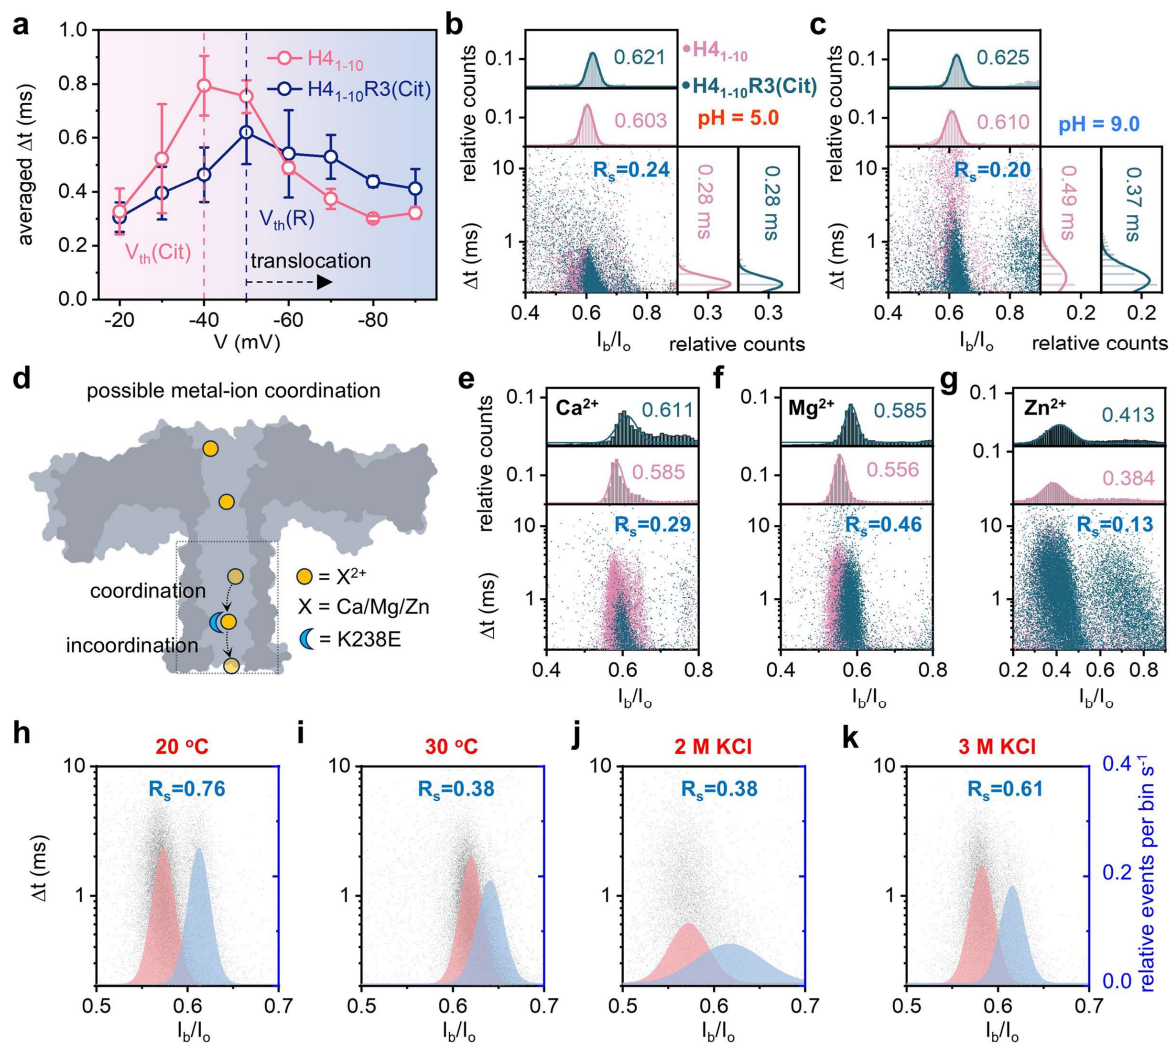 a
averaged Δt (ms)
1.0
0.8
0.6
0.4
0.2
0.0
H4₁₋₁₀
H4₁₋₁₀R3(Cit)
V_th(Cit)
V_th(R)
translocation
-20
-40
-60
-80
V (mV)
b
relative counts
0.1
0.621
0.1
0.603
H4₁₋₁₀
H4₁₋₁₀R3(Cit)
pH = 5.0
Δt (ms)
10
1
R_s=0.24
0.28 ms
0.28 ms
0.4
0.6
0.8
0.3
0.3
I_b/I_o
relative counts
c
relative counts
0.1
0.625
0.1
0.610
pH = 9.0
Δt (ms)
10
1
R_s=0.20
0.49 ms
0.37 ms
0.4
0.6
0.8
0.2
0.2
I_b/I_o
relative counts
d
possible metal-ion coordination
coordination
incoordination
= X²⁺
X = Ca/Mg/Zn
= K238E
e
relative counts
0.1
Ca²⁺
0.611
0.1
0.585
Δt (ms)
10
1
R_s=0.29
0.4
0.6
0.8
I_b/I_o
f
0.1
Mg²⁺
0.585
0.1
0.556
10
1
R_s=0.46
0.4
0.6
0.8
I_b/I_o
g
0.1
Zn²⁺
0.413
0.1
0.384
10
1
R_s=0.13
0.2
0.4
0.6
0.8
I_b/I_o
h
20 °C
R_s=0.76
Δt (ms)
10
1
0.5
0.6
0.7
I_b/I_o
i
30 °C
R_s=0.38
10
1
0.5
0.6
0.7
I_b/I_o
j
2 M KCl
R_s=0.38
10
1
0.5
0.6
0.7
I_b/I_o
k
3 M KCl
R_s=0.61
10
1
0.5
0.6
0.7
I_b/I_o
0.4
0.2
0.0
relative events per bin s⁻¹